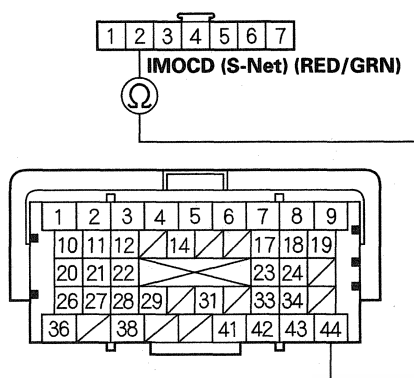 1 2 3 4 5 6 7
IMOCD (S-Net) (RED/GRN)
Ω
1 2 3 4 5 6 7 8 9
10 11 12 14 17 18 19
20 21 22 23 24
26 27 28 29 31 33 34
36 38 41 42 43 44